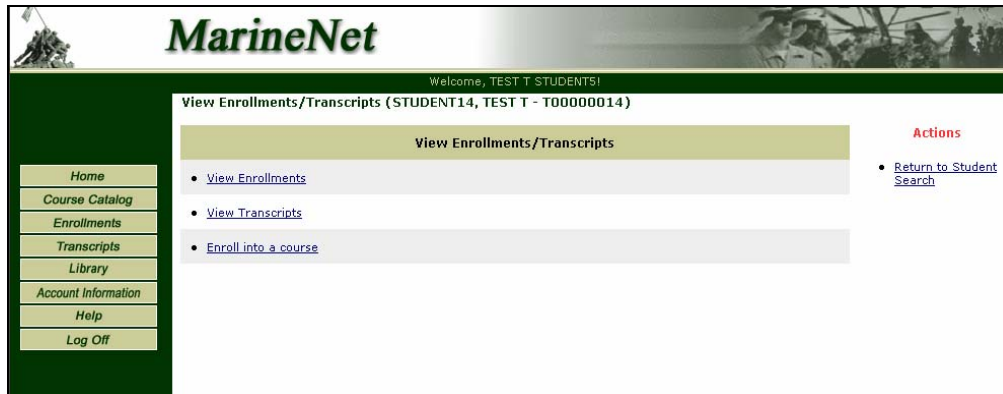 MarineNet
Welcome, TEST T STUDENT5!
View Enrollments/Transcripts (STUDENT14, TEST T - T00000014)
View Enrollments/Transcripts
View Enrollments
View Transcripts
Enroll into a course
Actions
Return to Student
Search
Home
Course Catalog
Enrollments
Transcripts
Library
Account Information
Help
Log Off